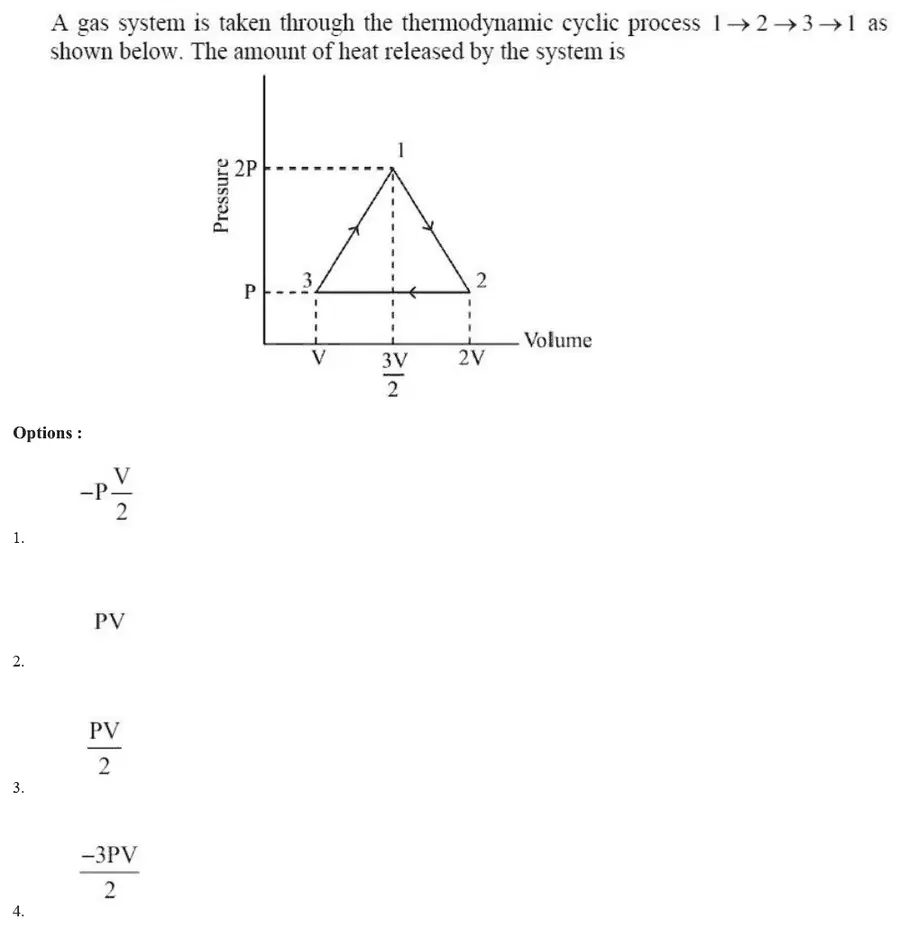 A gas system is taken through the thermodynamic cyclic process 1→2→3→1 as
shown below. The amount of heat released by the system is
Pressure
2P
1
P
3
2
V
3V
2
2V
Volume
Options :
−P V
2
1.
PV
2.
PV
2
3.
−3PV
2
4.